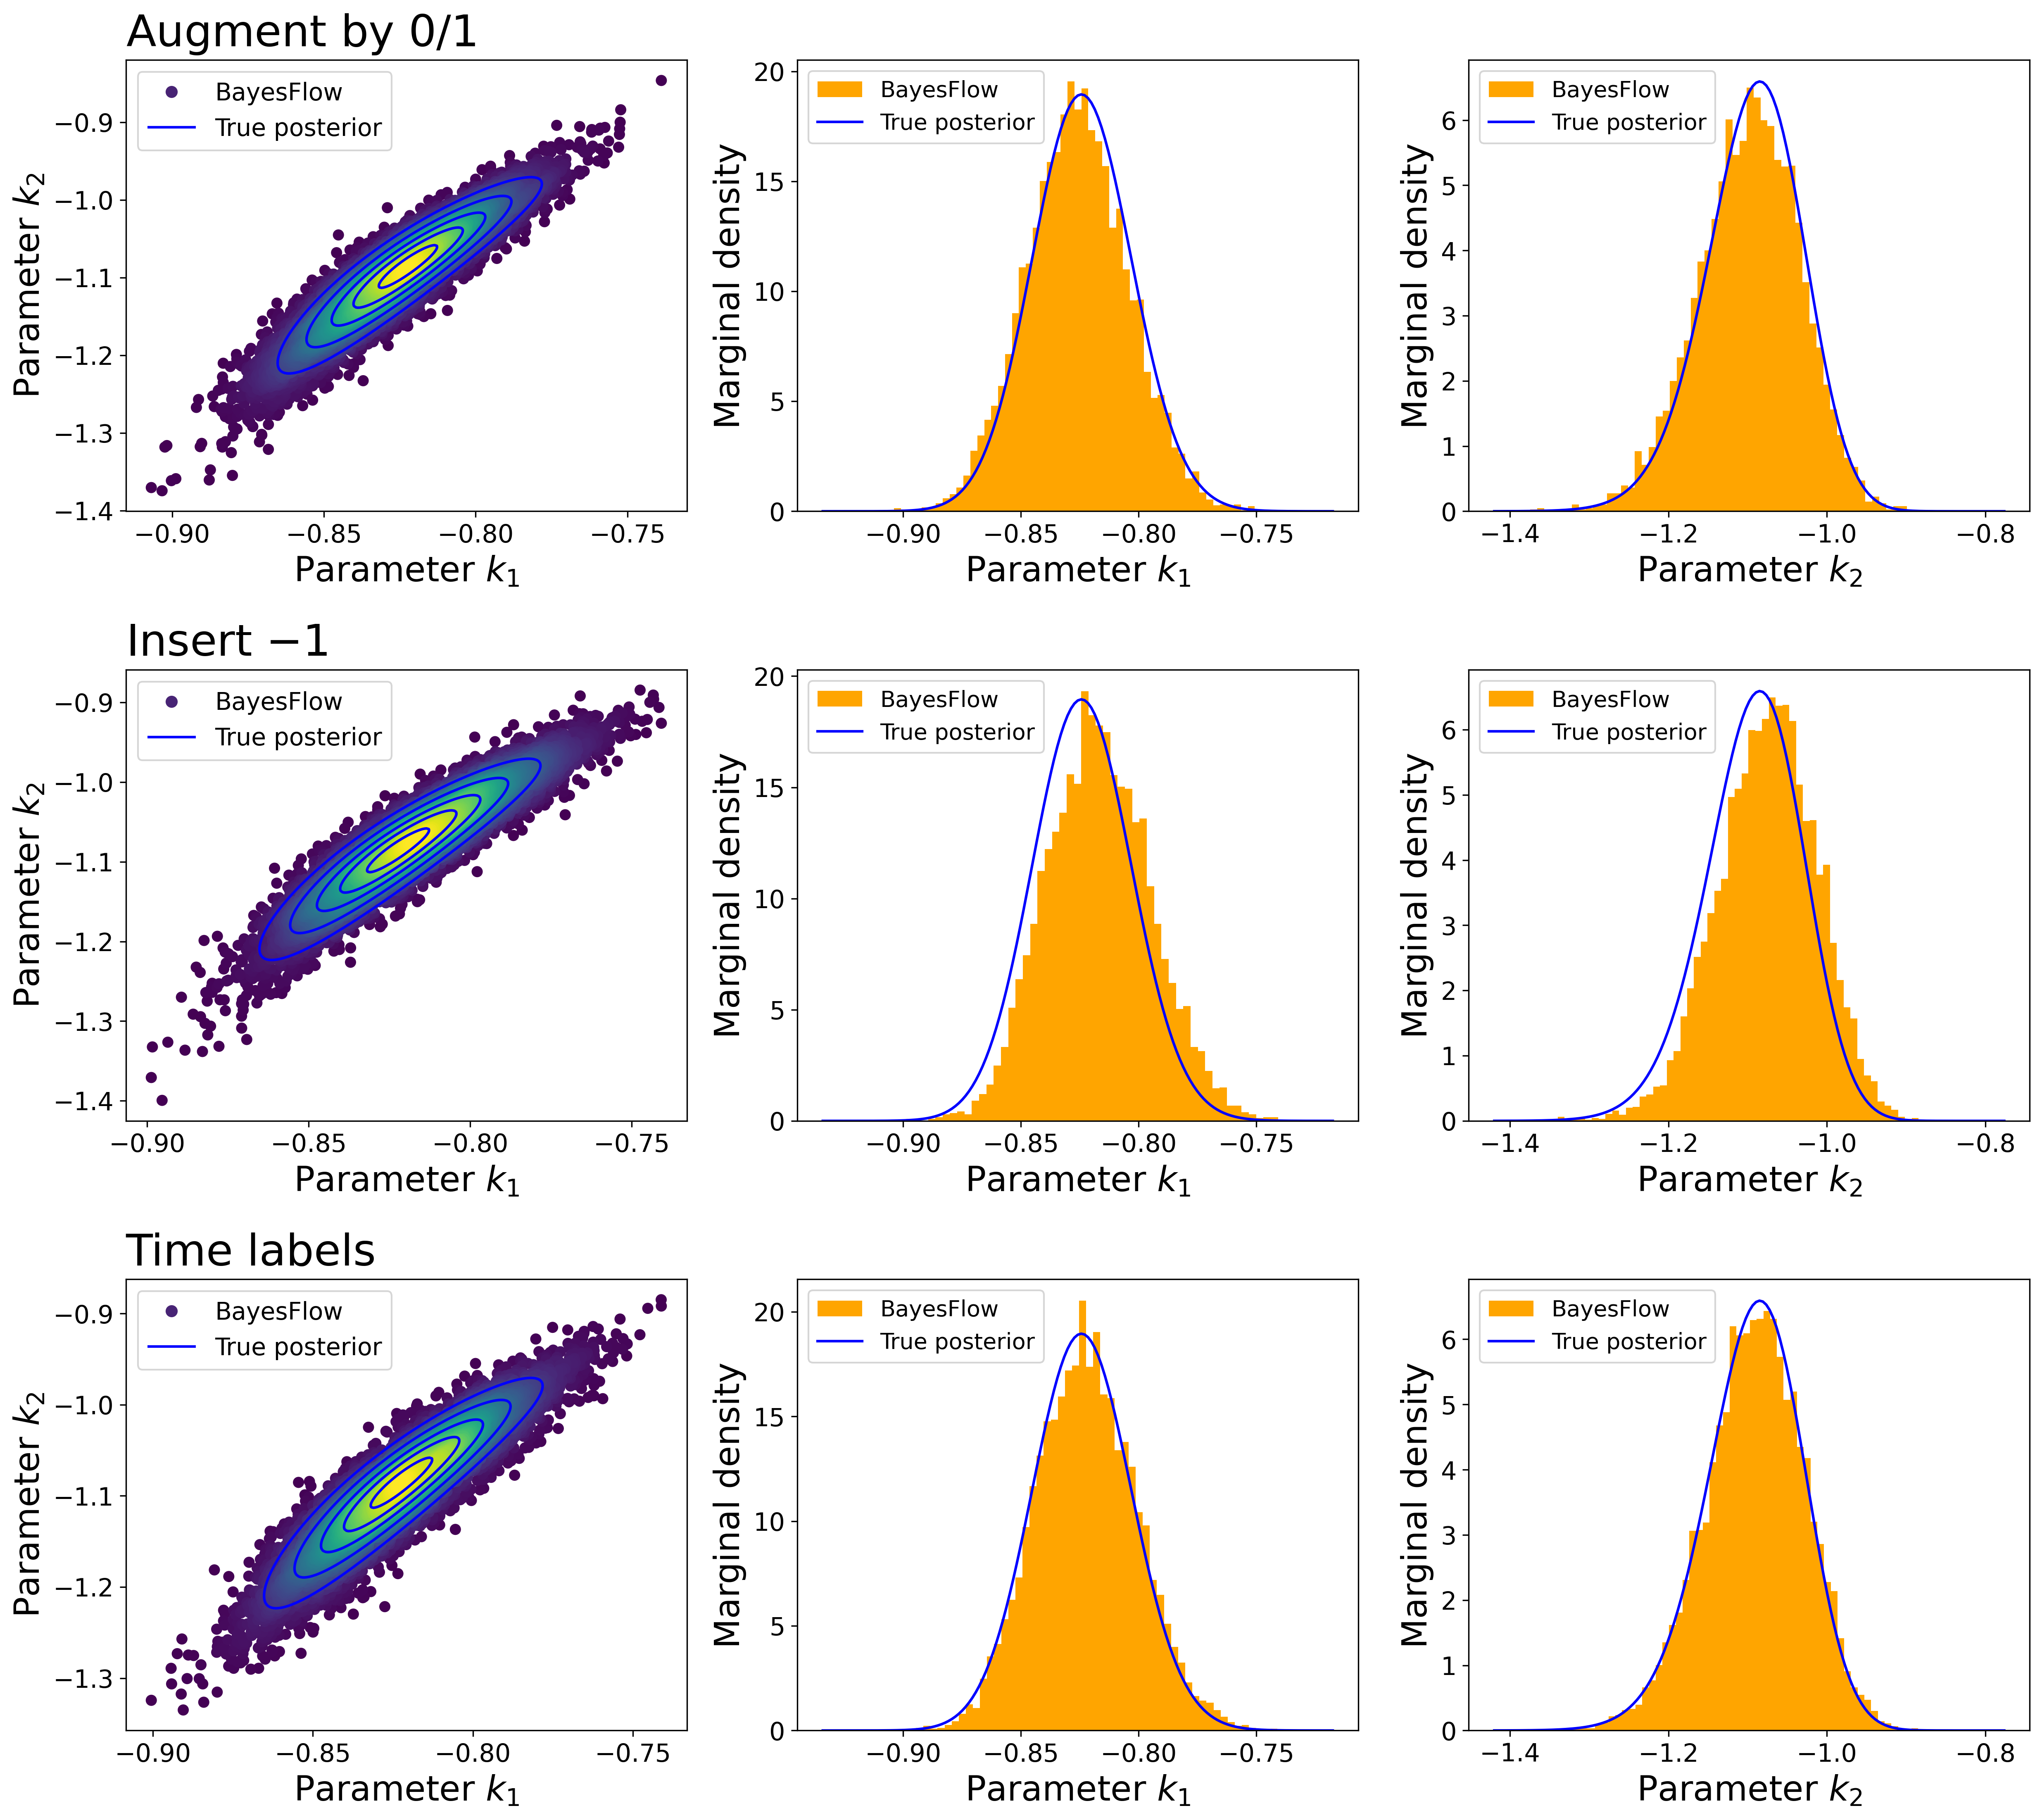 Augment by 0/1
BayesFlow
True posterior
−0.9
−1.0
−1.1
−1.2
−1.3
−1.4
Parameter k₂
−0.90 −0.85 −0.80 −0.75
Parameter k₁
BayesFlow
True posterior
20
15
10
5
0
Marginal density
−0.90 −0.85 −0.80 −0.75
Parameter k₁
BayesFlow
True posterior
6
5
4
3
2
1
0
Marginal density
−1.4 −1.2 −1.0 −0.8
Parameter k₂
Insert −1
BayesFlow
True posterior
−0.9
−1.0
−1.1
−1.2
−1.3
−1.4
Parameter k₂
−0.90 −0.85 −0.80 −0.75
Parameter k₁
BayesFlow
True posterior
20
15
10
5
0
Marginal density
−0.90 −0.85 −0.80 −0.75
Parameter k₁
BayesFlow
True posterior
6
5
4
3
2
1
0
Marginal density
−1.4 −1.2 −1.0 −0.8
Parameter k₂
Time labels
BayesFlow
True posterior
−0.9
−1.0
−1.1
−1.2
−1.3
Parameter k₂
−0.90 −0.85 −0.80 −0.75
Parameter k₁
BayesFlow
True posterior
20
15
10
5
0
Marginal density
−0.90 −0.85 −0.80 −0.75
Parameter k₁
BayesFlow
True posterior
6
5
4
3
2
1
0
Marginal density
−1.4 −1.2 −1.0 −0.8
Parameter k₂